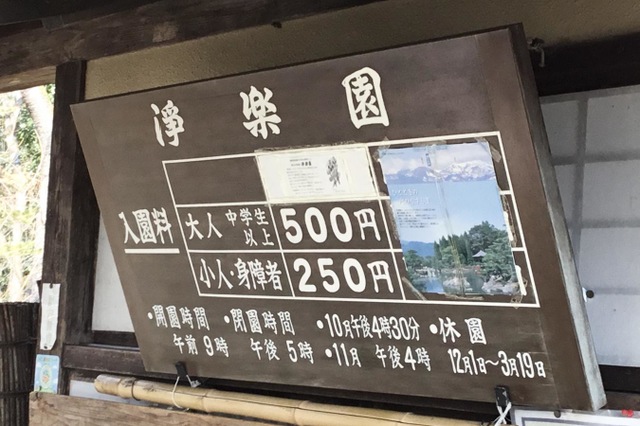 淨楽園
入園料
大人 中学生以上 500円
小人・身障者 250円
・開園時間 ・閉園時間 ・10月午後4時30分 ・休園
午前9時 午後5時 ・11月 午後4時 12月1日〜3月19日